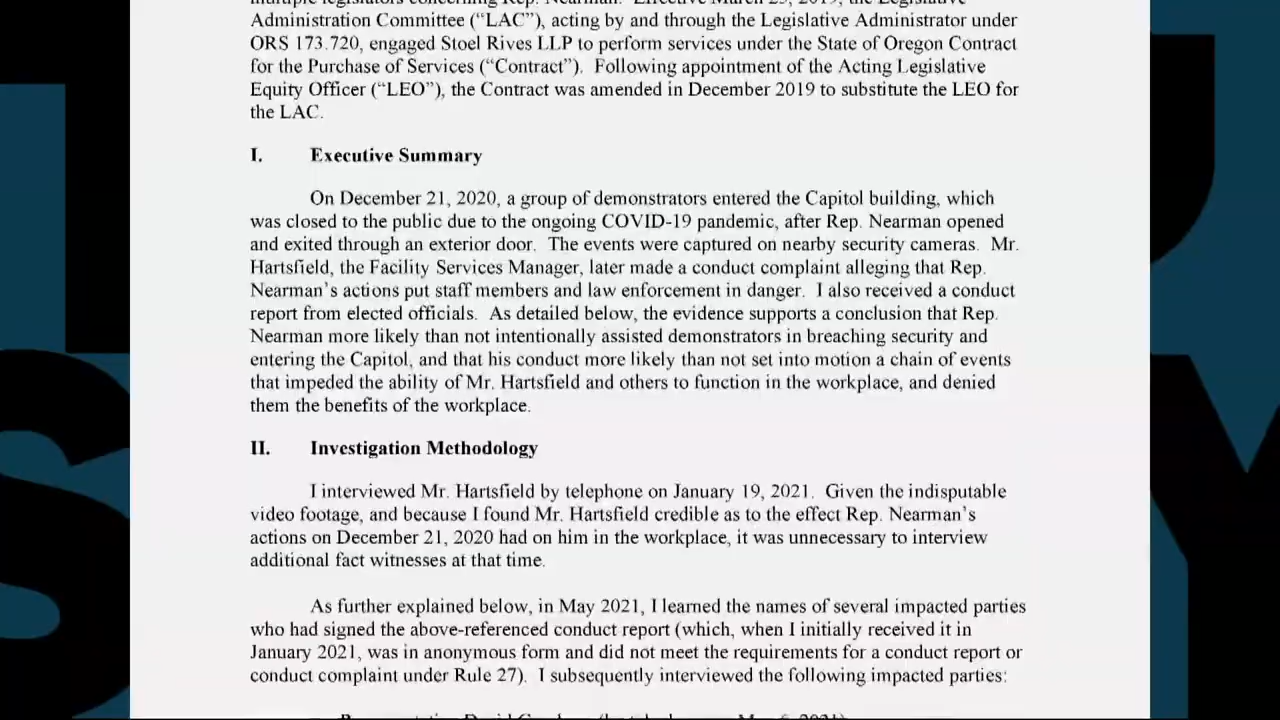 multiple legislators concerning Rep. Nearman. Effective March 25, 2019, the Legislative
Administration Committee (“LAC”), acting by and through the Legislative Administrator under
ORS 173.720, engaged Stoel Rives LLP to perform services under the State of Oregon Contract
for the Purchase of Services (“Contract”). Following appointment of the Acting Legislative
Equity Officer (“LEO”), the Contract was amended in December 2019 to substitute the LEO for
the LAC.
I. Executive Summary
On December 21, 2020, a group of demonstrators entered the Capitol building, which
was closed to the public due to the ongoing COVID-19 pandemic, after Rep. Nearman opened
and exited through an exterior door. The events were captured on nearby security cameras. Mr.
Hartsfield, the Facility Services Manager, later made a conduct complaint alleging that Rep.
Nearman’s actions put staff members and law enforcement in danger. I also received a conduct
report from elected officials. As detailed below, the evidence supports a conclusion that Rep.
Nearman more likely than not intentionally assisted demonstrators in breaching security and
entering the Capitol, and that his conduct more likely than not set into motion a chain of events
that impeded the ability of Mr. Hartsfield and others to function in the workplace, and denied
them the benefits of the workplace.
II. Investigation Methodology
I interviewed Mr. Hartsfield by telephone on January 19, 2021. Given the indisputable
video footage, and because I found Mr. Hartsfield credible as to the effect Rep. Nearman’s
actions on December 21, 2020 had on him in the workplace, it was unnecessary to interview
additional fact witnesses at that time.
As further explained below, in May 2021, I learned the names of several impacted parties
who had signed the above-referenced conduct report (which, when I initially received it in
January 2021, was in anonymous form and did not meet the requirements for a conduct report or
conduct complaint under Rule 27). I subsequently interviewed the following impacted parties: